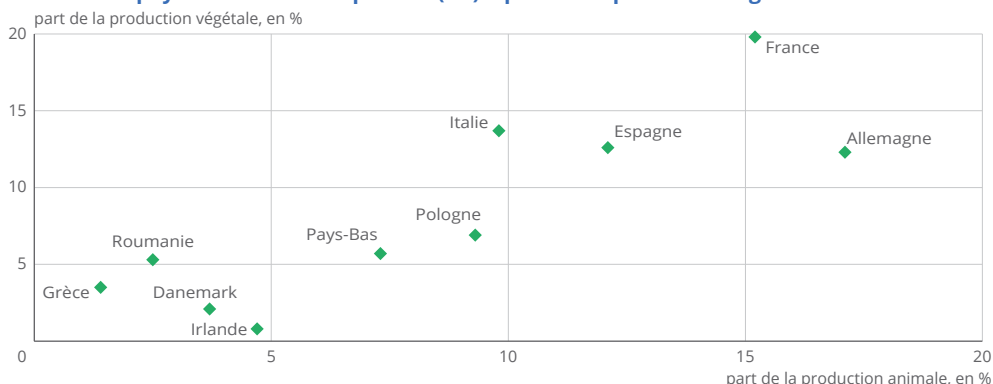 part de la production végétale, en %
20
France
15
Italie
Espagne
Allemagne
10
Pologne
Pays-Bas
Roumanie
5
Grèce
Danemark
Irlande
0
5
10
15
20
part de la production animale, en %